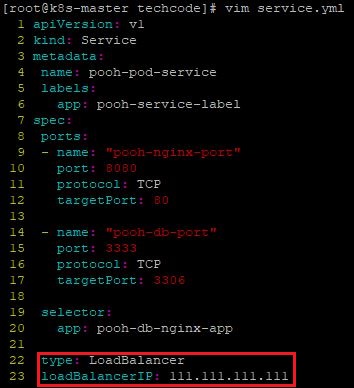 [root@k8s-master techcode]# vim service.yml
1 apiVersion: v1
2 kind: Service
3 metadata:
4 name: pooh-pod-service
5 labels:
6 app: pooh-service-label
7 spec:
8 ports:
9 - name: "pooh-nginx-port"
10 port: 8080
11 protocol: TCP
12 targetPort: 80
13
14 - name: "pooh-db-port"
15 port: 3333
16 protocol: TCP
17 targetPort: 3306
18
19 selector:
20 app: pooh-db-nginx-app
21
22 type: LoadBalancer
23 loadBalancerIP: 111.111.111.111